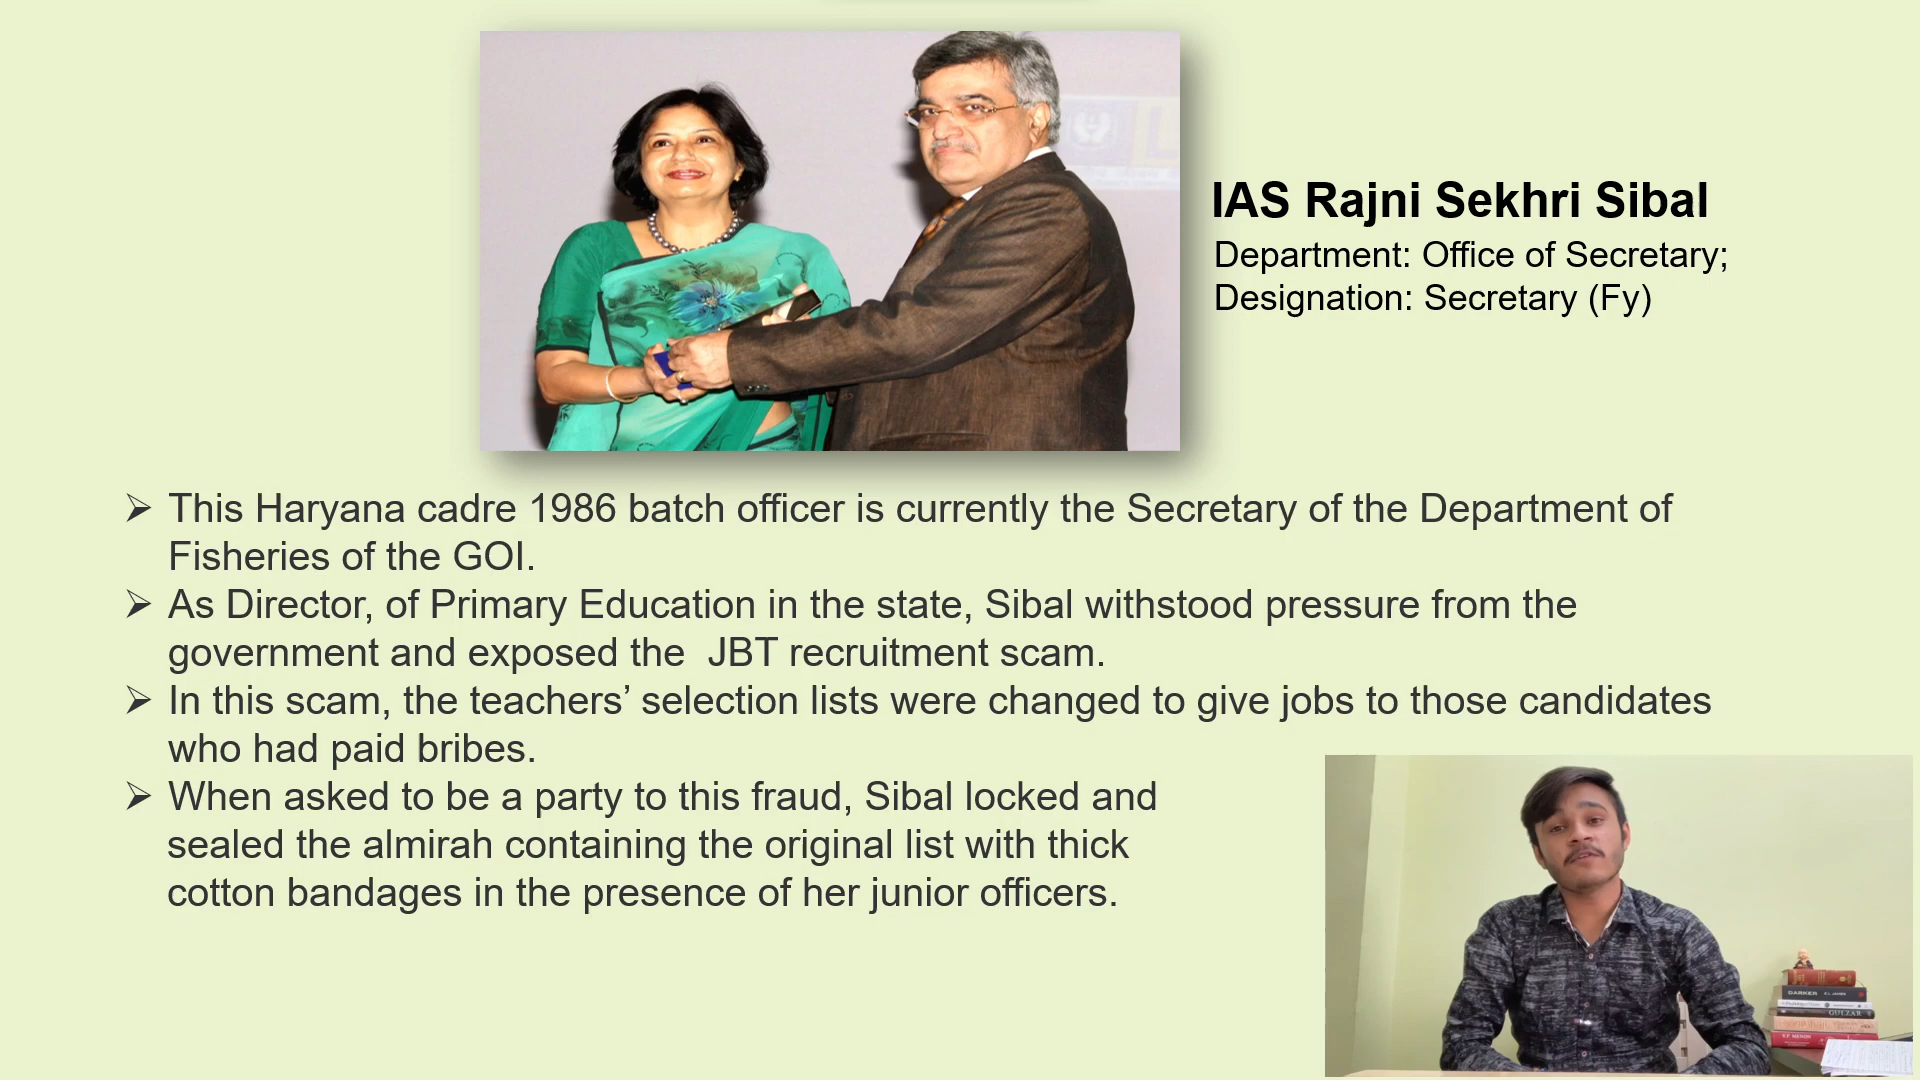 IAS Rajni Sekhri Sibal
Department: Office of Secretary;
Designation: Secretary (Fy)
➢ This Haryana cadre 1986 batch officer is currently the Secretary of the Department of
Fisheries of the GOI.
➢ As Director, of Primary Education in the state, Sibal withstood pressure from the
government and exposed the  JBT recruitment scam.
➢ In this scam, the teachers’ selection lists were changed to give jobs to those candidates
who had paid bribes.
➢ When asked to be a party to this fraud, Sibal locked and
sealed the almirah containing the original list with thick
cotton bandages in the presence of her junior officers.
DARKER
GULZAR